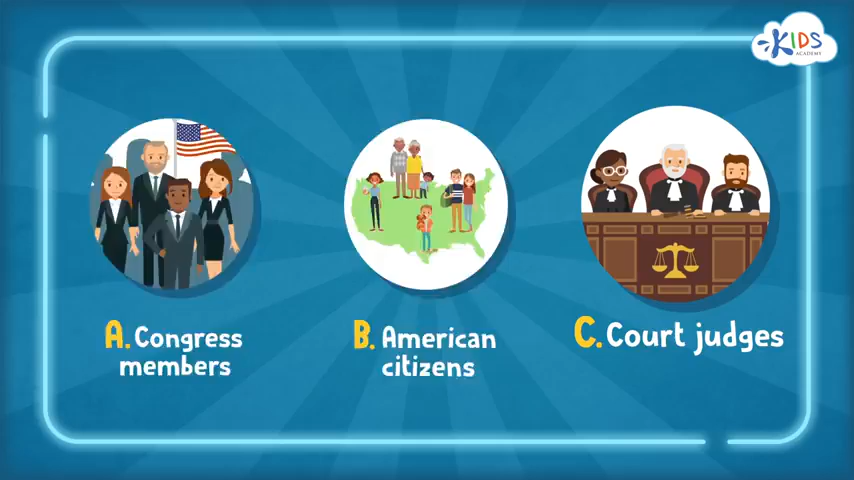 KIDS
ACADEMY
A. Congress
members
B. American
citizens
C. Court judges